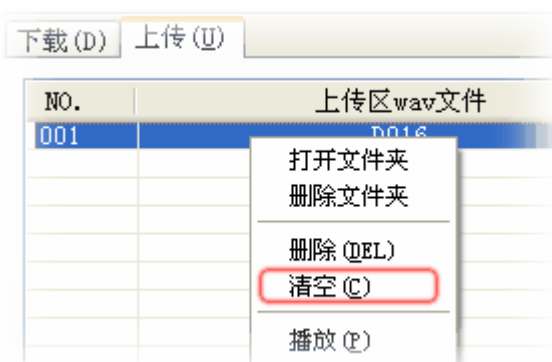 下载(D) 上传(U)
NO. 上传区wav文件
001 D016
打开文件夹
删除文件夹
删除(DEL)
清空(C)
播放(P)